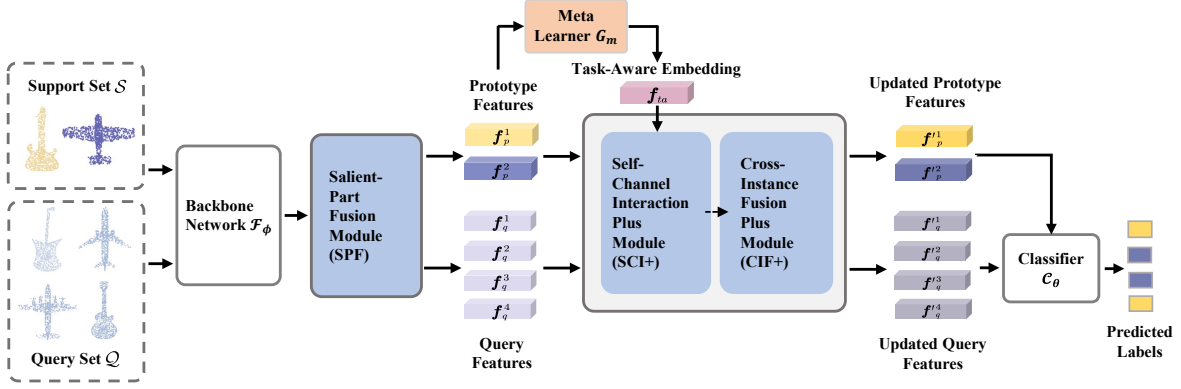 Meta
Learner G_m
Support Set S
Prototype
Features
Task-Aware Embedding
f_ta
Updated Prototype
Features
f_p^1
f_p^2
f'_p^1
f'_p^2
Backbone
Network F_ϕ
Salient-
Part
Fusion
Module
(SPF)
Self-
Channel
Interaction
Plus
Module
(SCI+)
Cross-
Instance
Fusion
Plus
Module
(CIF+)
f_q^1
f_q^2
f_q^3
f_q^4
f'_q^1
f'_q^2
f'_q^3
f'_q^4
Classifier
C_θ
Query Set Q
Query
Features
Updated Query
Features
Predicted
Labels